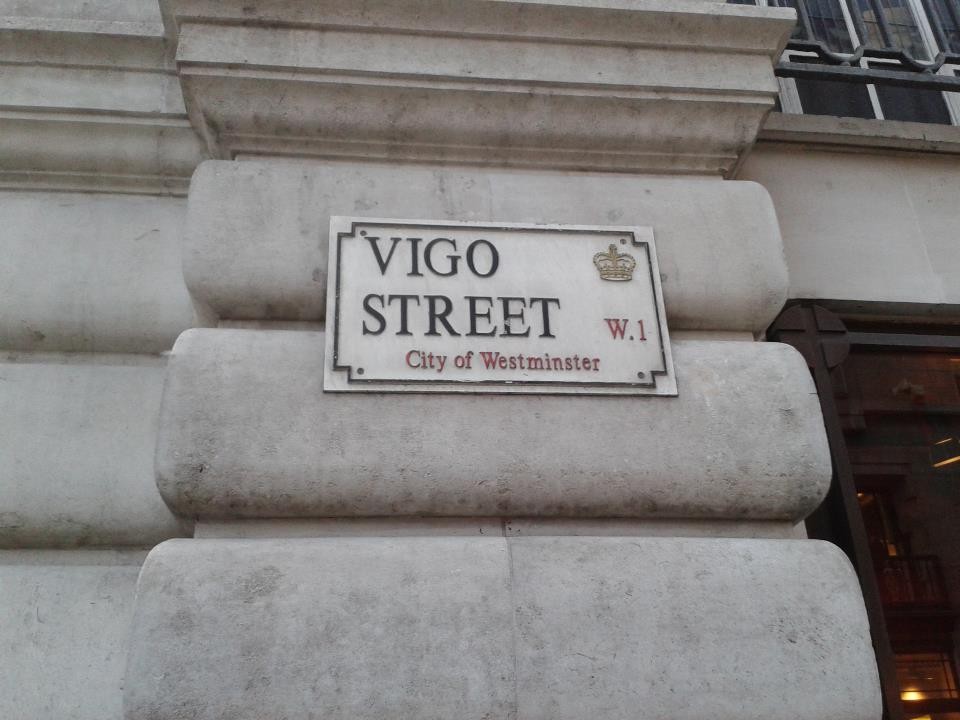 VIGO
STREET
W.1
City of Westminster